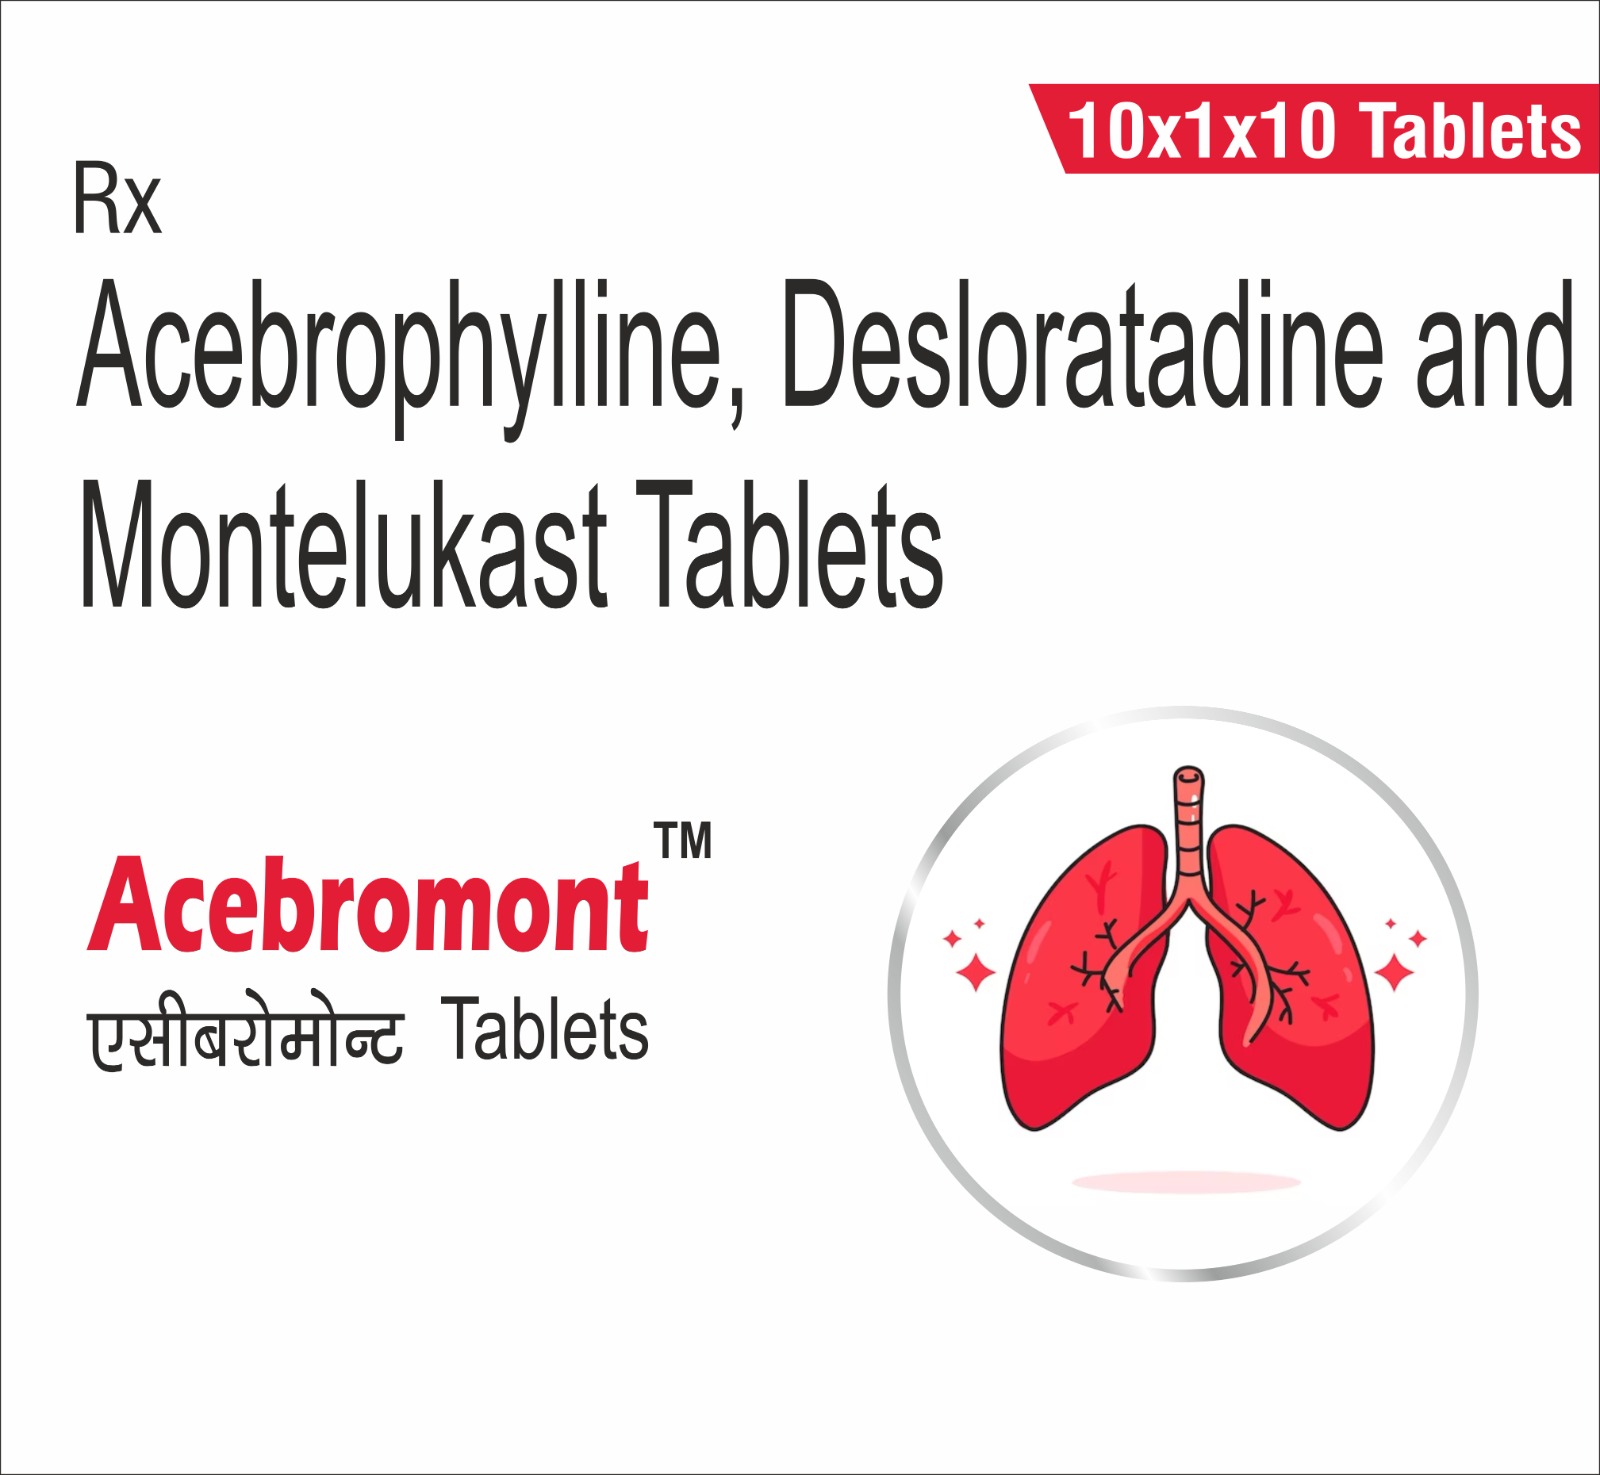 10x1x10 Tablets
Rx
Acebrophylline, Desloratadine and
Montelukast Tablets
Acebromont™
एसीबरोमोन्ट Tablets